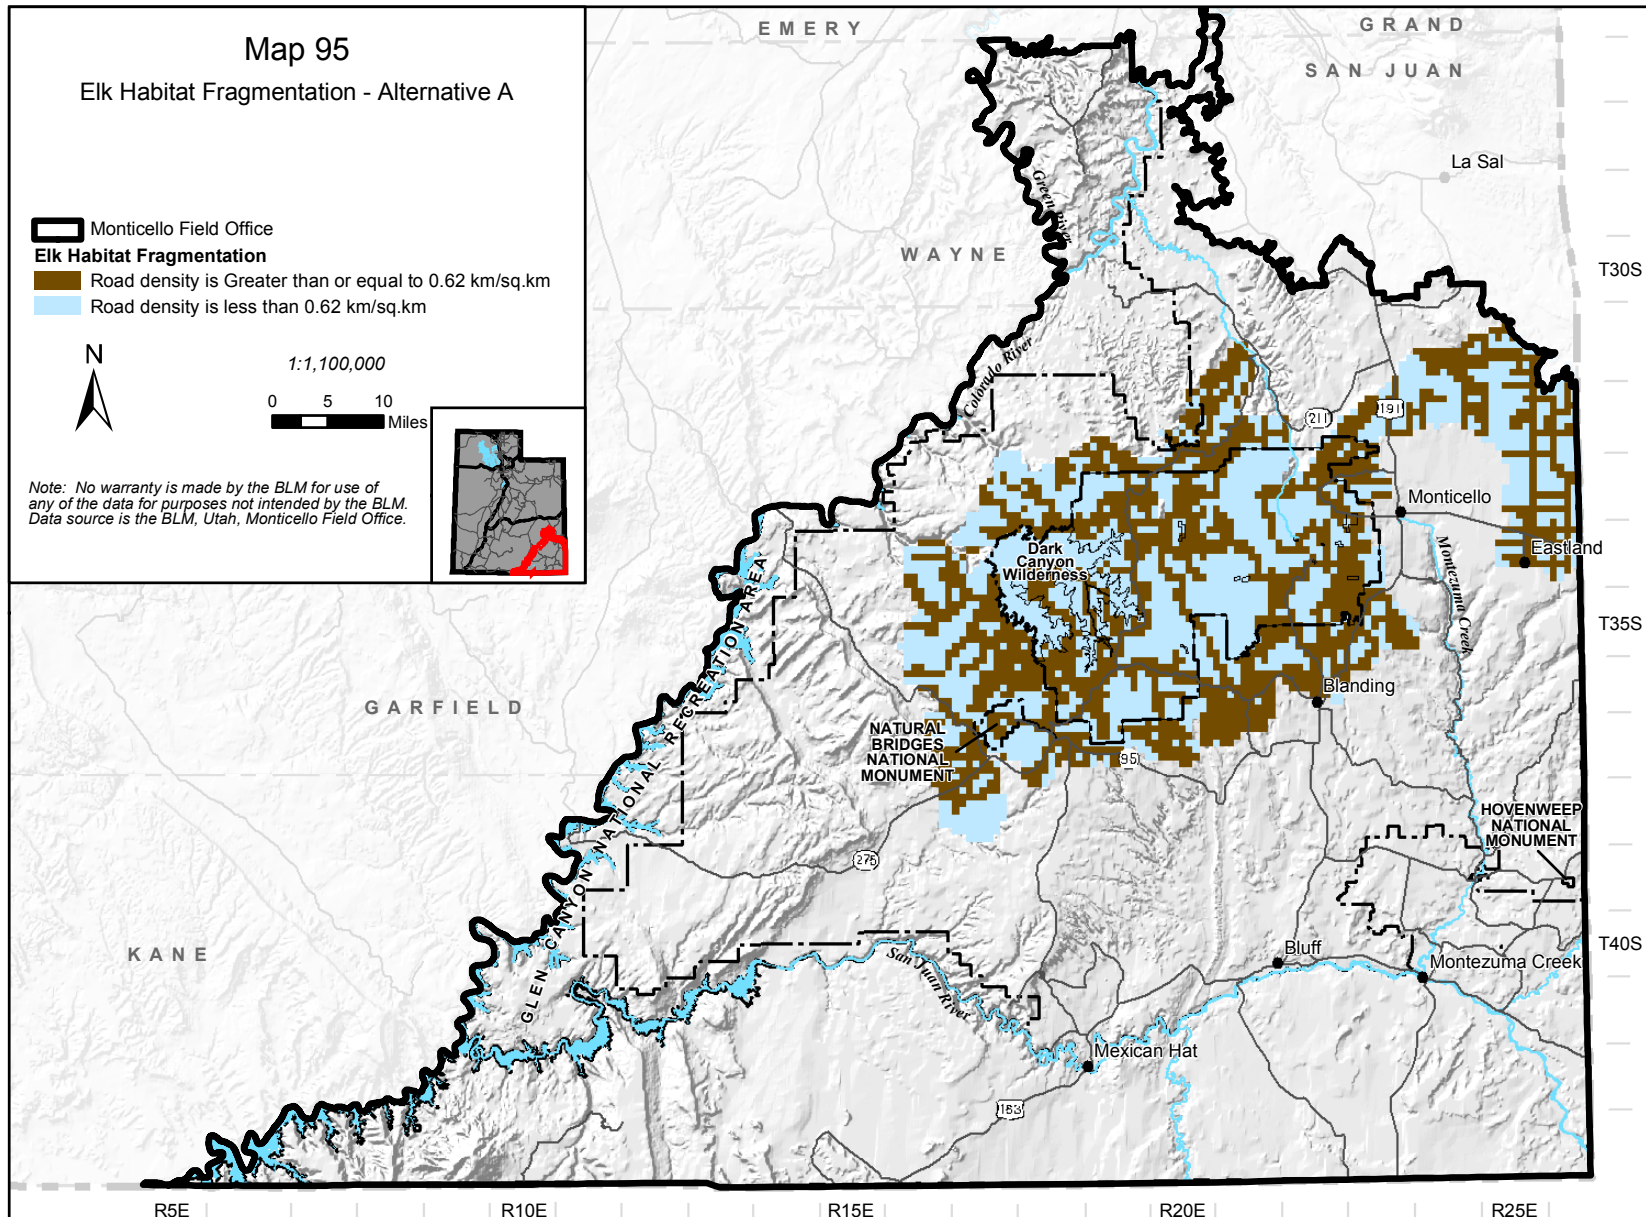 Map 95
Elk Habitat Fragmentation - Alternative A
Monticello Field Office
Elk Habitat Fragmentation
Road density is Greater than or equal to 0.62 km/sq.km
Road density is less than 0.62 km/sq.km
N
1:1,100,000
0 5 10
Miles
Note: No warranty is made by the BLM for use of
any of the data for purposes not intended by the BLM.
Data source is the BLM, Utah, Monticello Field Office.
EMERY
GRAND
SAN JUAN
La Sal
Green River
WAYNE
T30S
Colorado River
211
191
Monticello
Dark
Canyon
Wilderness
Eastland
Montezuma Creek
T35S
GARFIELD
Blanding
NATURAL
BRIDGES
NATIONAL
MONUMENT
95
HOVENWEEP
NATIONAL
MONUMENT
275
GLEN CANYON NATIONAL RECREATION AREA
KANE
T40S
San Juan River
Bluff
Montezuma Creek
Mexican Hat
163
R5E
R10E
R15E
R20E
R25E